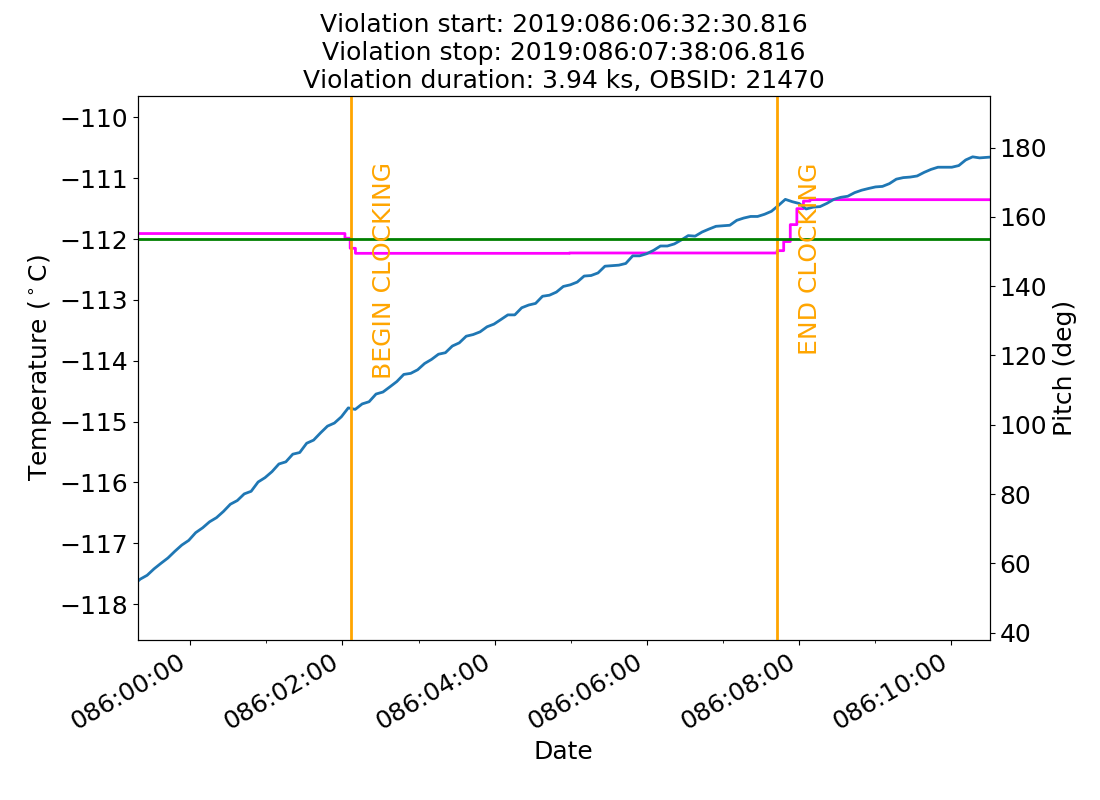 Violation start: 2019:086:06:32:30.816
Violation stop: 2019:086:07:38:06.816
Violation duration: 3.94 ks, OBSID: 21470
−110
−111
−112
−113
−114
−115
−116
−117
−118
Temperature (°C)
BEGIN CLOCKING
END CLOCKING
180
160
140
120
100
80
60
40
Pitch (deg)
086:00:00
086:02:00
086:04:00
086:06:00
086:08:00
086:10:00
Date